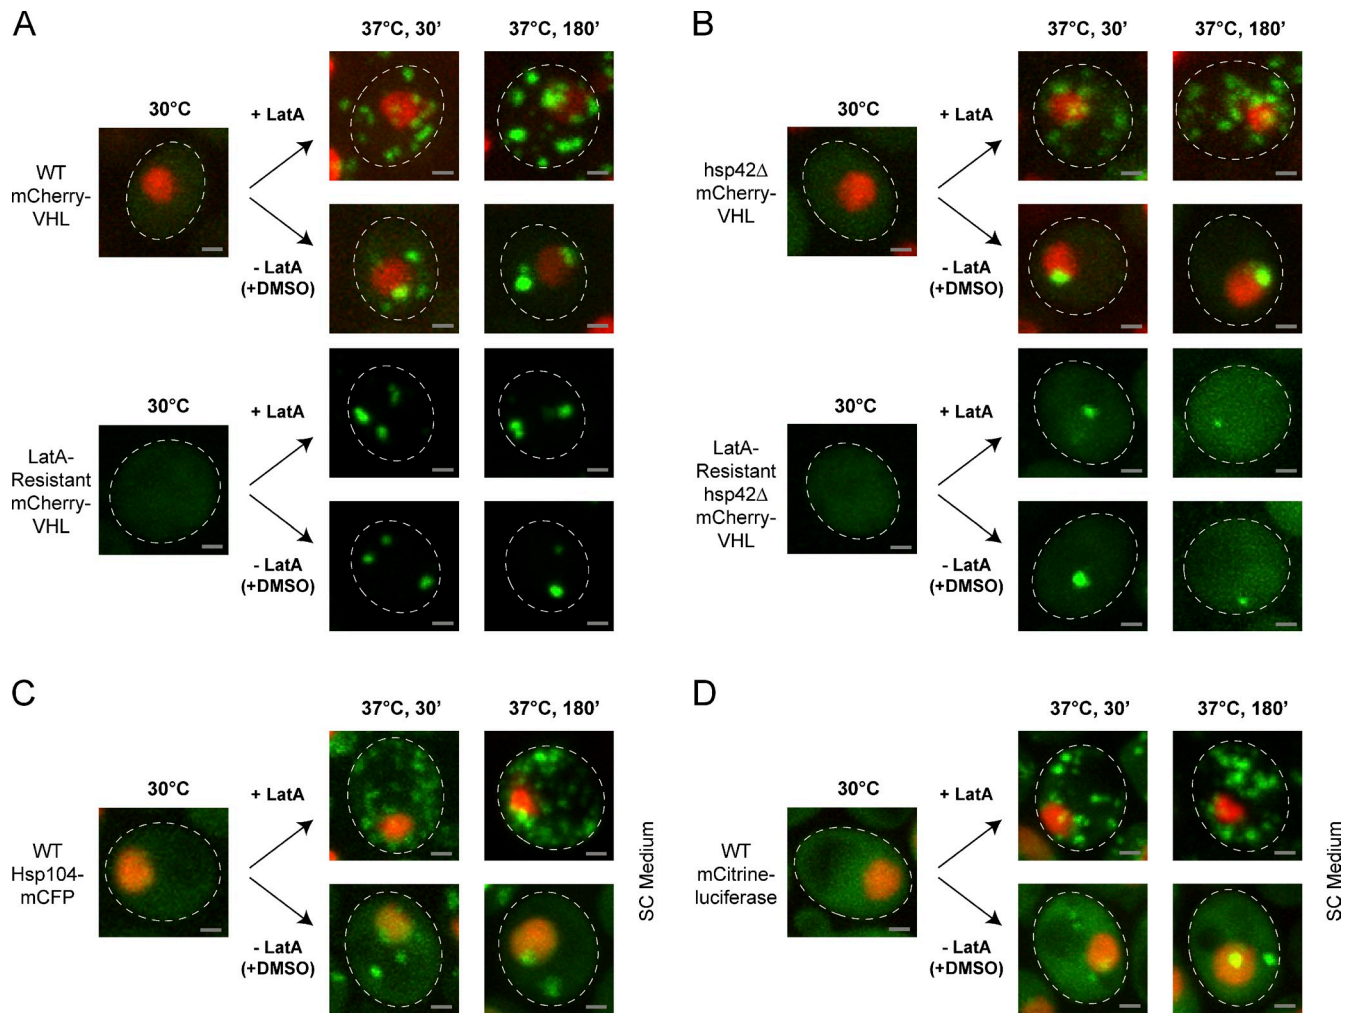 A
37°C, 30’
37°C, 180’
30°C
+ LatA
WT
mCherry-
VHL
- LatA
(+DMSO)
30°C
+ LatA
LatA-
Resistant
mCherry-
VHL
- LatA
(+DMSO)
B
37°C, 30’
37°C, 180’
30°C
+ LatA
hsp42Δ
mCherry-
VHL
- LatA
(+DMSO)
30°C
+ LatA
LatA-
Resistant
hsp42Δ
mCherry-
VHL
- LatA
(+DMSO)
C
37°C, 30’
37°C, 180’
30°C
+ LatA
WT
Hsp104-
mCFP
- LatA
(+DMSO)
SC Medium
D
37°C, 30’
37°C, 180’
30°C
+ LatA
WT
mCitrine-
luciferase
- LatA
(+DMSO)
SC Medium